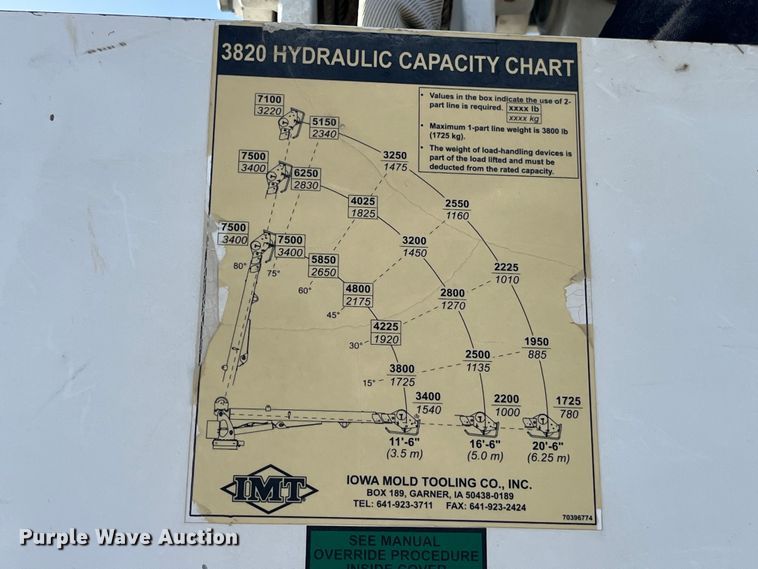 3820 HYDRAULIC CAPACITY CHART
• Values in the box indicate the use of 2-
part line is required. xxxx lb
xxxx kg
• Maximum 1-part line weight is 3800 lb
(1725 kg).
• The weight of load-handling devices is
part of the load lifted and must be
deducted from the rated capacity.
7100
3220
5150
2340
3250
1475
7500
3400
6250
2830
4025
1825
2550
1160
7500
3400
7500
3400
5850
2650
3200
1450
2225
1010
80°
75°
60°
4800
2175
2800
1270
45°
4225
1920
30°
1950
885
2500
1135
3800
1725
15°
3400
1540
2200
1000
1725
780
11'-6"
(3.5 m)
16'-6"
(5.0 m)
20'-6"
(6.25 m)
IMT
IOWA MOLD TOOLING CO., INC.
BOX 189, GARNER, IA 50438-0189
TEL: 641-923-3711 FAX: 641-923-2424
70396774
Purple Wave Auction
SEE MANUAL
OVERRIDE PROCEDURE
INSIDE COVER